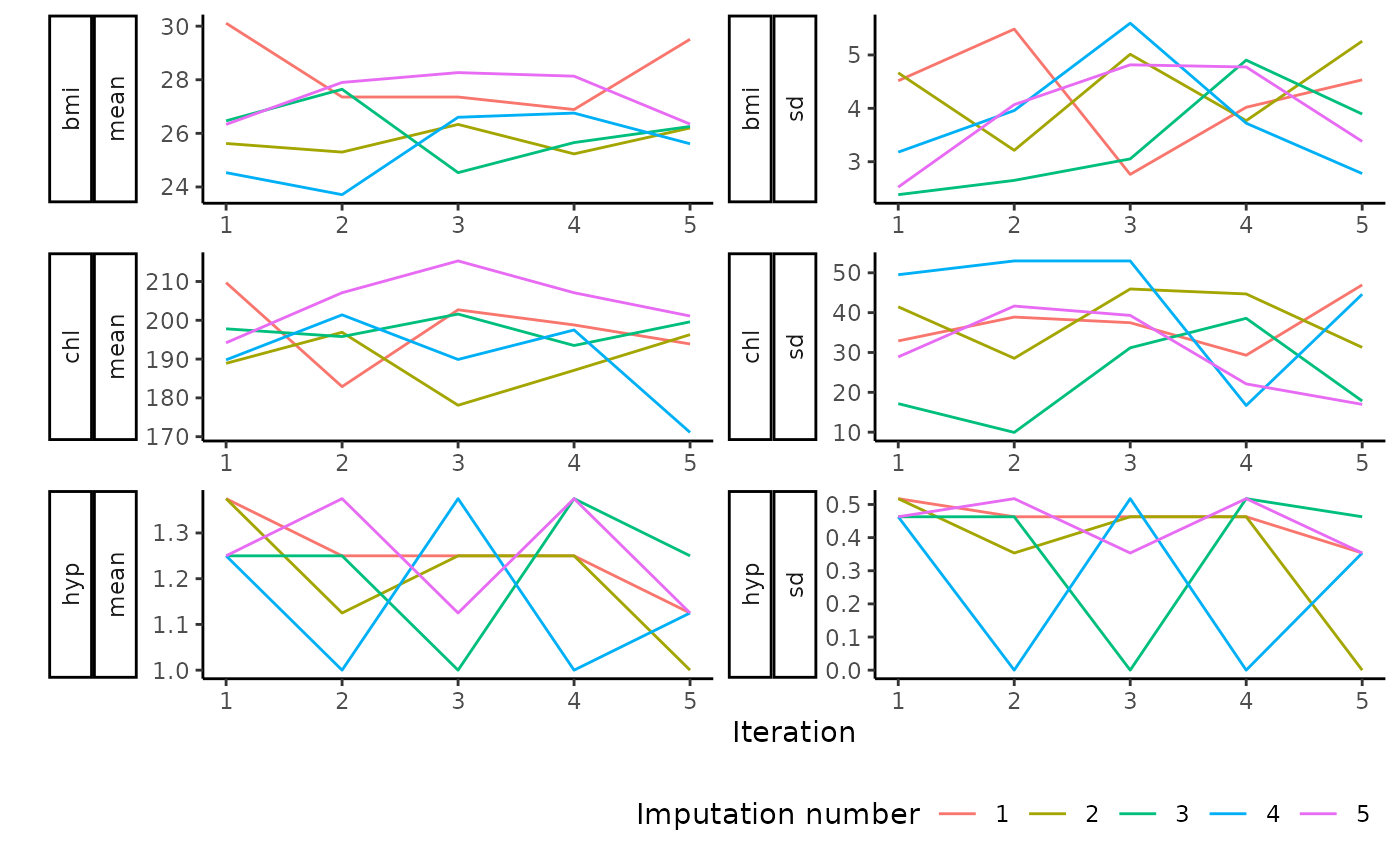 bmi
mean
30
28
26
24
1 2 3 4 5
bmi
sd
5
4
3
1 2 3 4 5
chl
mean
210
200
190
180
170
1 2 3 4 5
chl
sd
50
40
30
20
10
1 2 3 4 5
hyp
mean
1.3
1.2
1.1
1.0
1 2 3 4 5
hyp
sd
0.5
0.4
0.3
0.2
0.1
0.0
1 2 3 4 5
Iteration
Imputation number 1 2 3 4 5